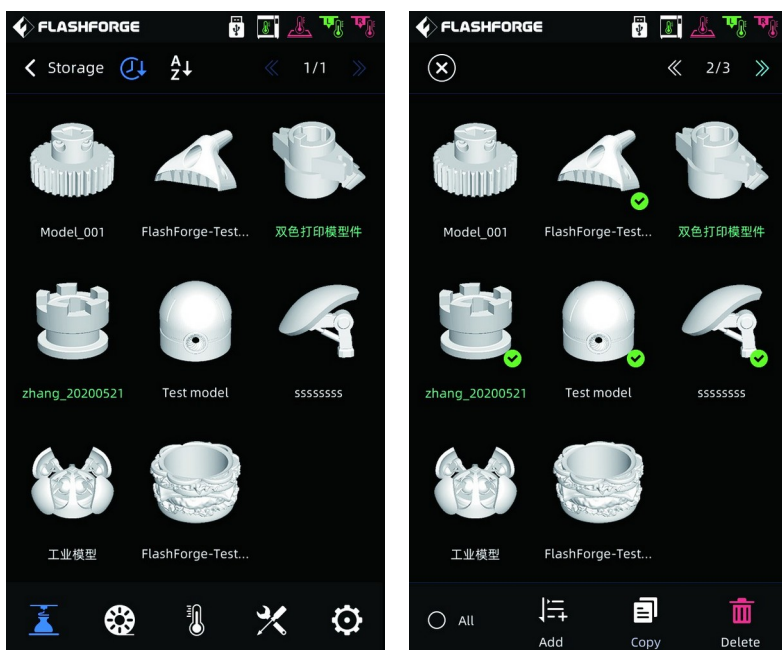 FLASHFORGE
L R
Storage A Z 1/1
Model_001 FlashForge-Test... 双色打印模型件
zhang_20200521 Test model ssssssss
工业模型 FlashForge-Test...
FLASHFORGE
L R
2/3
Model_001 FlashForge-Test... 双色打印模型件
zhang_20200521 Test model ssssssss
工业模型 FlashForge-Test...
All Add Copy Delete